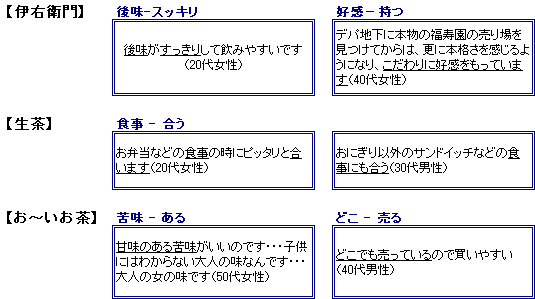 【伊右衛門】
後味-スッキリ
後味がすっきりして飲みやすいです
(20代女性)
好感 - 持つ
デパ地下に本物の福寿園の売り場を
見つけてからは、更に本格さを感じるよ
うになり、こだわりに好感をもっていま
す(40代女性)
【生茶】
食事 - 合う
お弁当などの食事の時にピッタリと合
います(20代女性)
おにぎり以外のサンドイッチなどの食
事にも合う(30代男性)
【お～いお茶】
苦味 - ある
甘味のある苦味がいいのです・・・子供
にはわからない大人の味なんです・・・
大人の女の味です(50代女性)
どこ - 売る
どこでも売っているので買いやすい
(40代男性)